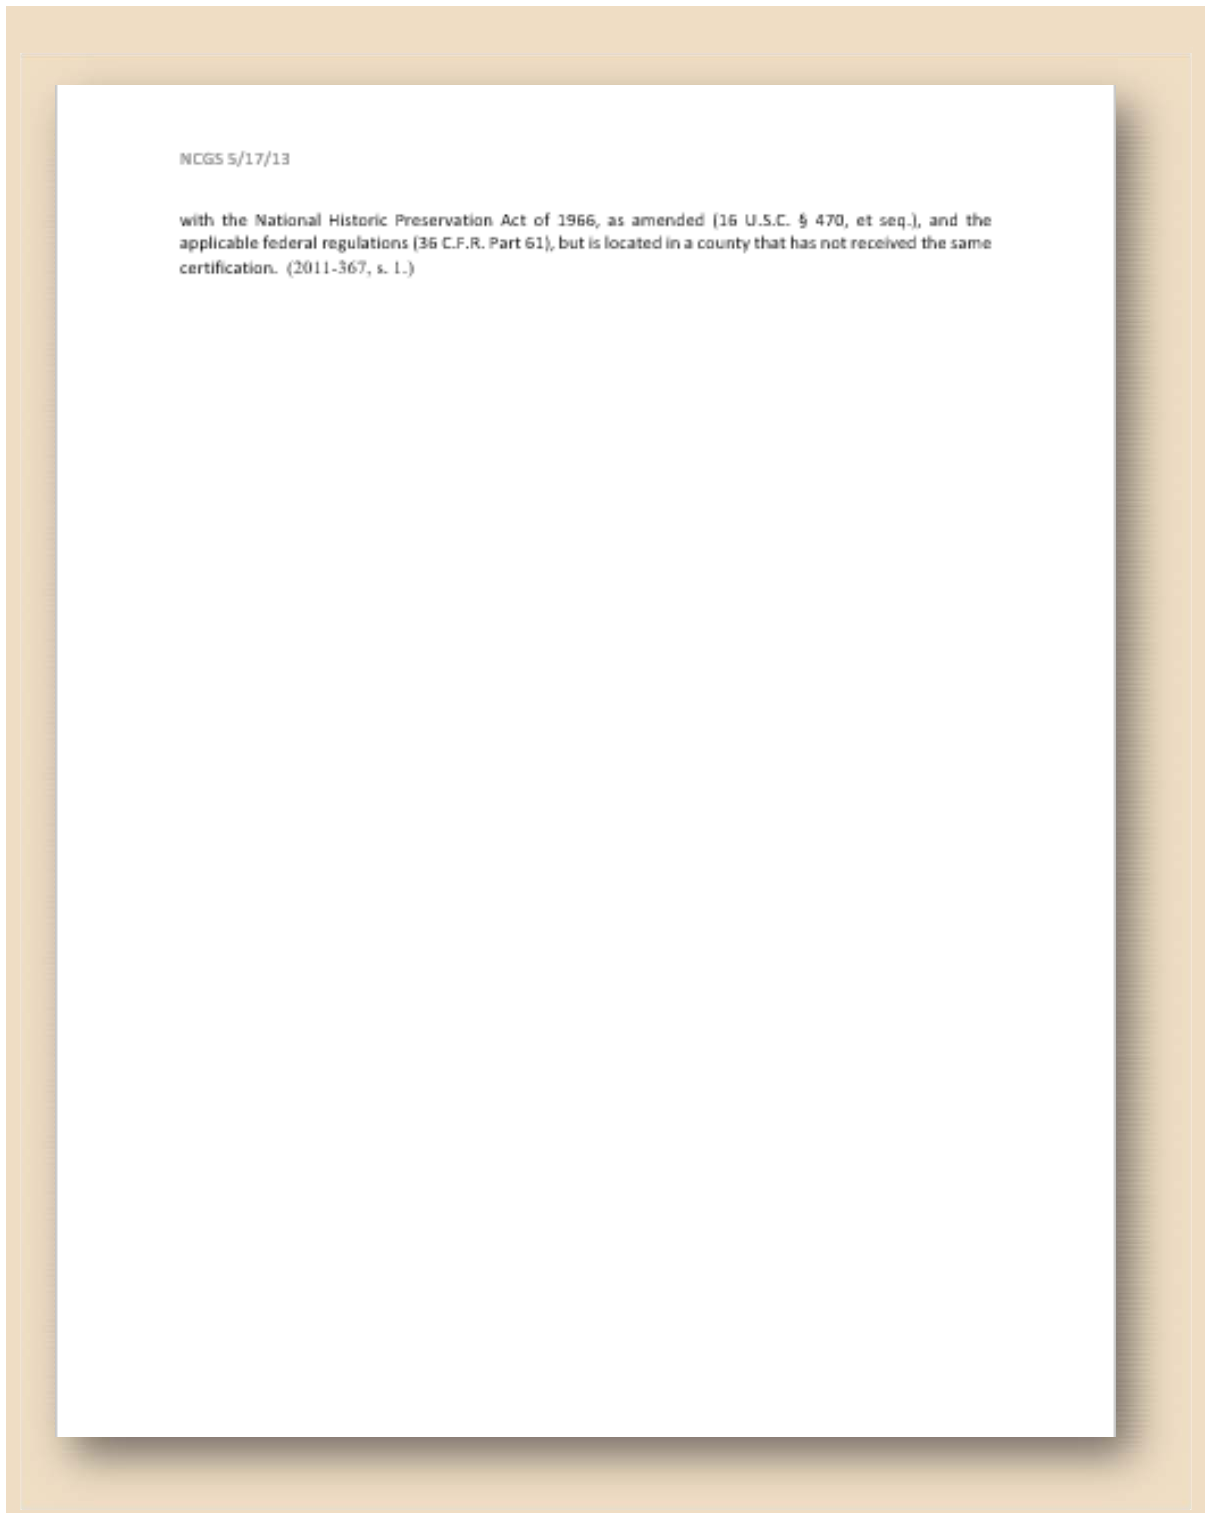 NCGS 5/17/13
with the National Historic Preservation Act of 1966, as amended (16 U.S.C. § 470, et seq.), and the
applicable federal regulations (36 C.F.R. Part 61), but is located in a county that has not received the same
certification. (2011-367, s. 1.)